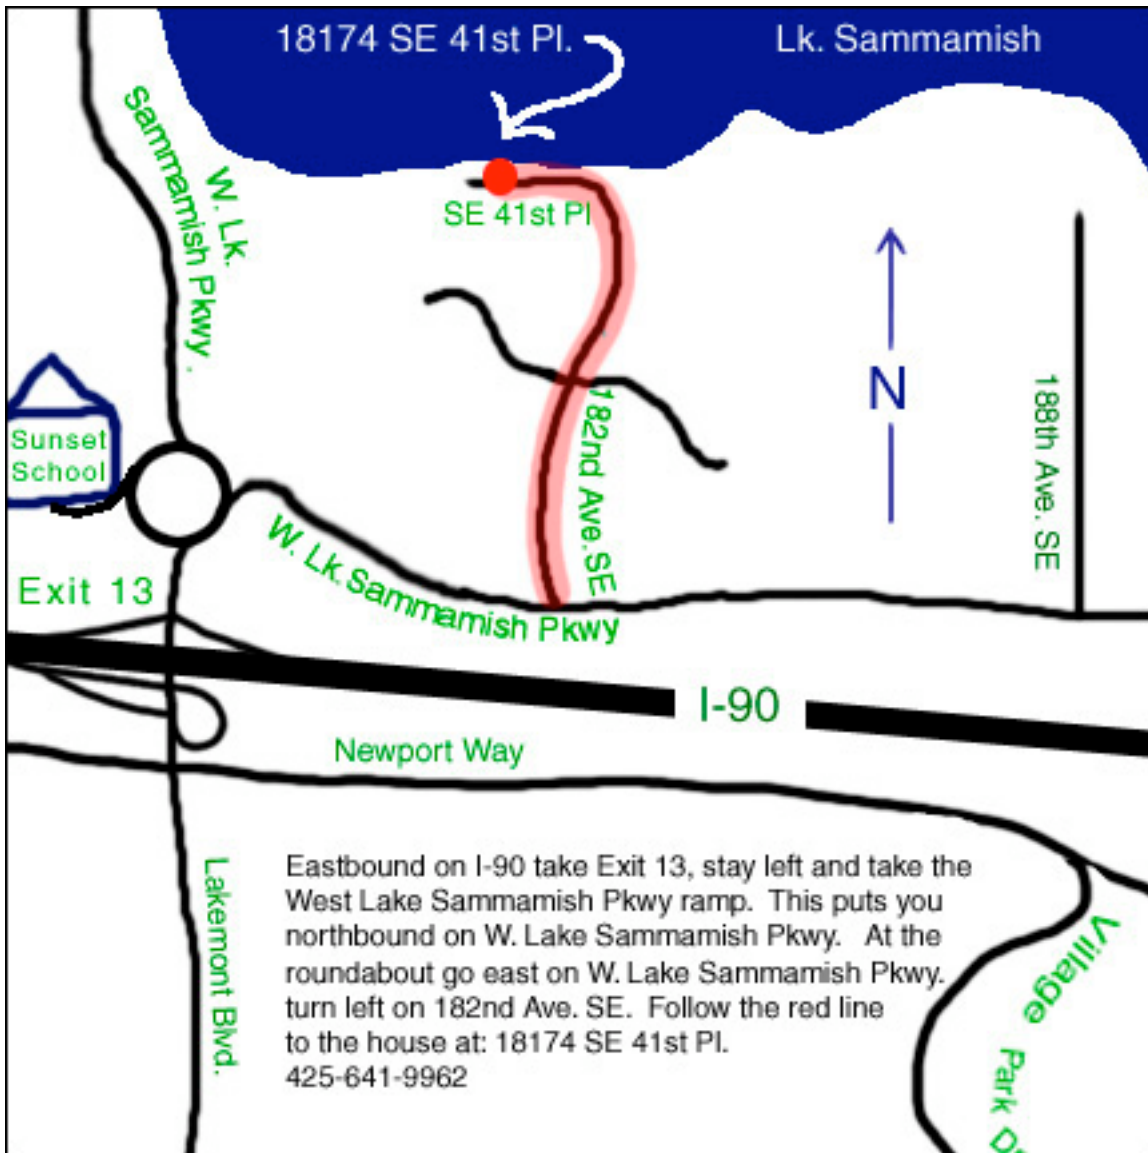 18174 SE 41st Pl.
Lk. Sammamish
W. Lk.
Sammamish Pkwy.
SE 41st Pl
N
188th Ave. SE
182nd Ave. SE
Sunset
School
W. Lk. Sammamish Pkwy
Exit 13
I-90
Newport Way
Lakemont Blvd.
Eastbound on I-90 take Exit 13, stay left and take the
West Lake Sammamish Pkwy ramp. This puts you
northbound on W. Lake Sammamish Pkwy. At the
roundabout go east on W. Lake Sammamish Pkwy.
turn left on 182nd Ave. SE. Follow the red line
to the house at: 18174 SE 41st Pl.
425-641-9962
Village
Park